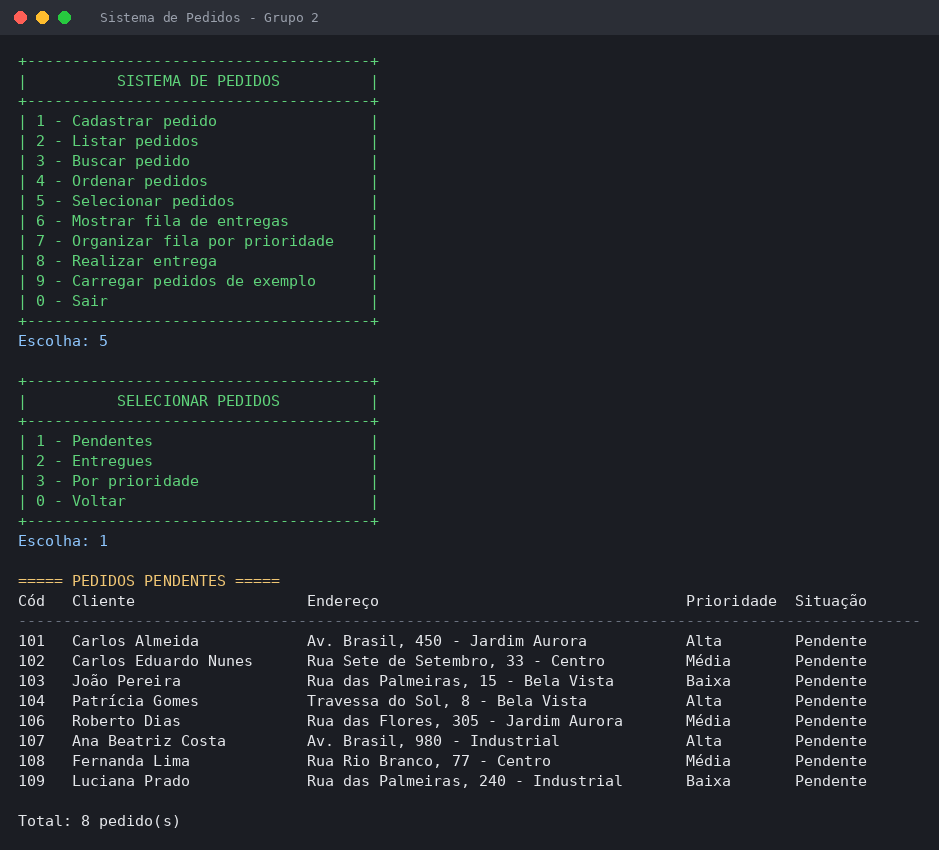 Sistema de Pedidos - Grupo 2
+--------------------------------------+
|          SISTEMA DE PEDIDOS          |
+--------------------------------------+
| 1 - Cadastrar pedido                 |
| 2 - Listar pedidos                   |
| 3 - Buscar pedido                    |
| 4 - Ordenar pedidos                  |
| 5 - Selecionar pedidos               |
| 6 - Mostrar fila de entregas         |
| 7 - Organizar fila por prioridade    |
| 8 - Realizar entrega                 |
| 9 - Carregar pedidos de exemplo      |
| 0 - Sair                             |
+--------------------------------------+
Escolha: 5
+--------------------------------------+
|          SELECIONAR PEDIDOS          |
+--------------------------------------+
| 1 - Pendentes                        |
| 2 - Entregues                        |
| 3 - Por prioridade                   |
| 0 - Voltar                           |
+--------------------------------------+
Escolha: 1
===== PEDIDOS PENDENTES =====
Cód   Cliente                   Endereço                                  Prioridade  Situação
----------------------------------------------------------------------------------------------------
101   Carlos Almeida            Av. Brasil, 450 - Jardim Aurora           Alta        Pendente
102   Carlos Eduardo Nunes      Rua Sete de Setembro, 33 - Centro         Média       Pendente
103   João Pereira              Rua das Palmeiras, 15 - Bela Vista        Baixa       Pendente
104   Patrícia Gomes            Travessa do Sol, 8 - Bela Vista           Alta        Pendente
106   Roberto Dias              Rua das Flores, 305 - Jardim Aurora       Média       Pendente
107   Ana Beatriz Costa         Av. Brasil, 980 - Industrial              Alta        Pendente
108   Fernanda Lima             Rua Rio Branco, 77 - Centro               Média       Pendente
109   Luciana Prado             Rua das Palmeiras, 240 - Industrial       Baixa       Pendente
Total: 8 pedido(s)